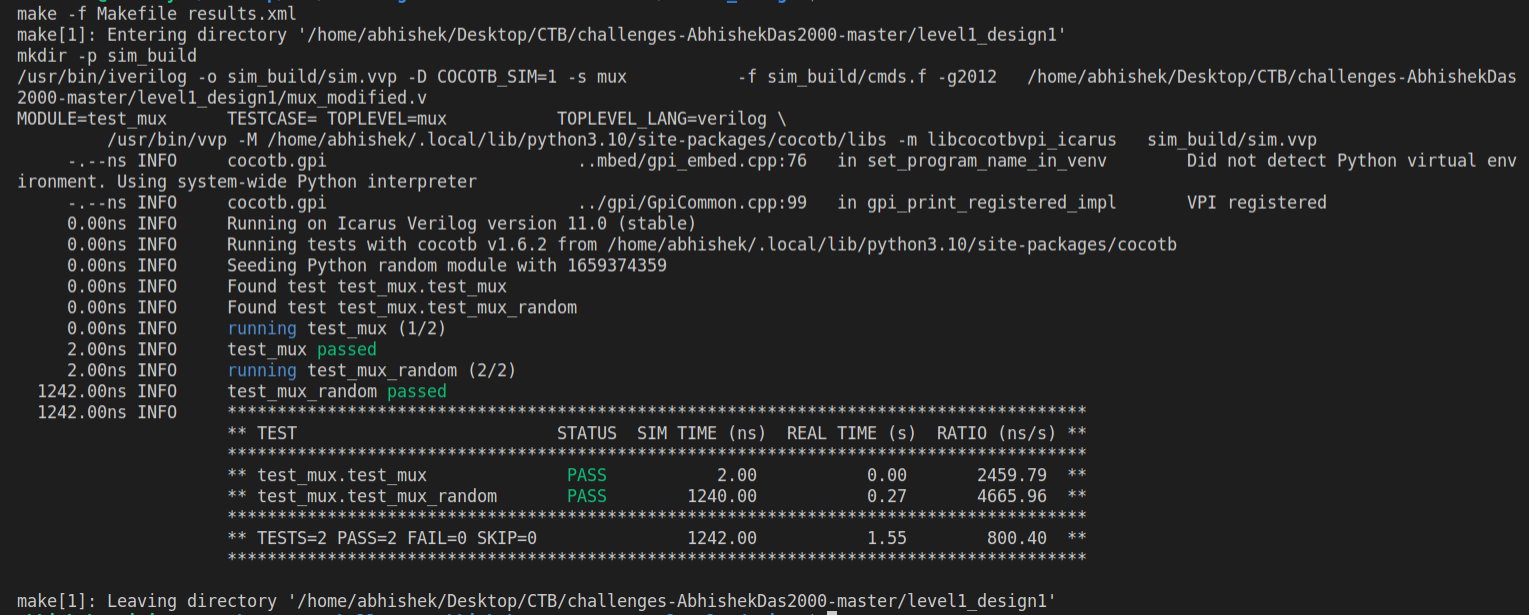 make -f Makefile results.xml
make[1]: Entering directory '/home/abhishek/Desktop/CTB/challenges-AbhishekDas2000-master/level1_design1'
mkdir -p sim_build
/usr/bin/iverilog -o sim_build/sim.vvp -D COCOTB_SIM=1 -s mux -f sim_build/cmds.f -g2012 /home/abhishek/Desktop/CTB/challenges-AbhishekDas
2000-master/level1_design1/mux_modified.v
MODULE=test_mux TESTCASE= TOPLEVEL=mux TOPLEVEL_LANG=verilog \
/usr/bin/vvp -M /home/abhishek/.local/lib/python3.10/site-packages/cocotb/libs -m libcocotbvpi_icarus sim_build/sim.vvp
-.--ns INFO cocotb.gpi ..mbed/gpi_embed.cpp:76 in set_program_name_in_venv Did not detect Python virtual env
ironment. Using system-wide Python interpreter
-.--ns INFO cocotb.gpi ../gpi/GpiCommon.cpp:99 in gpi_print_registered_impl VPI registered
0.00ns INFO Running on Icarus Verilog version 11.0 (stable)
0.00ns INFO Running tests with cocotb v1.6.2 from /home/abhishek/.local/lib/python3.10/site-packages/cocotb
0.00ns INFO Seeding Python random module with 1659374359
0.00ns INFO Found test test_mux.test_mux
0.00ns INFO Found test test_mux.test_mux_random
0.00ns INFO running test_mux (1/2)
2.00ns INFO test_mux passed
2.00ns INFO running test_mux_random (2/2)
1242.00ns INFO test_mux_random passed
1242.00ns INFO **************************************************************************************
** TEST STATUS SIM TIME (ns) REAL TIME (s) RATIO (ns/s) **
**************************************************************************************
** test_mux.test_mux PASS 2.00 0.00 2459.79 **
** test_mux.test_mux_random PASS 1240.00 0.27 4665.96 **
**************************************************************************************
** TESTS=2 PASS=2 FAIL=0 SKIP=0 1242.00 1.55 800.40 **
**************************************************************************************
make[1]: Leaving directory '/home/abhishek/Desktop/CTB/challenges-AbhishekDas2000-master/level1_design1'